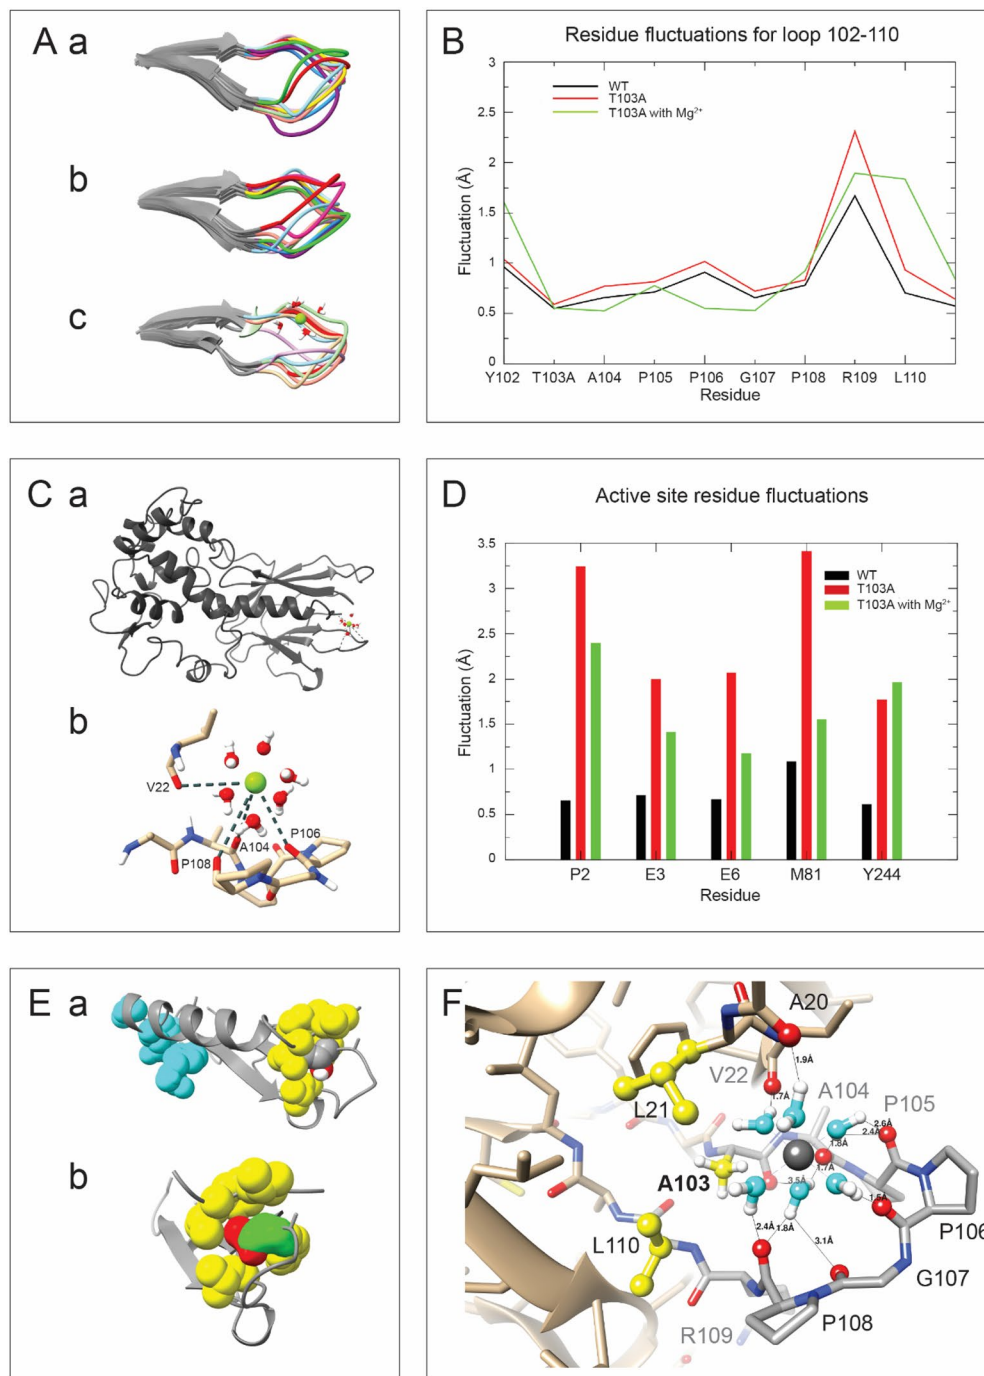 A a
b
c
B
Residue fluctuations for loop 102-110
WT
T103A
T103A with Mg²⁺
Fluctuation (Å)
3
2.5
2
1.5
1
0.5
0
Y102 T103A A104 P105 P106 G107 P108 R109 L110
Residue
C a
b
V22
P108
A104
P106
D
Active site residue fluctuations
WT
T103A
T103A with Mg²⁺
Fluctuation (Å)
3.5
3
2.5
2
1.5
1
0.5
0
P2 E3 E6 M81 Y244
Residue
E a
b
F
A20
1.9Å
V22
L21
1.7Å
A104
P105
2.6Å
2.4Å
1.8Å
1.7Å
A103
3.5Å
1.5Å
L110
2.4Å
1.8Å
3.1Å
P106
G107
P108
R109